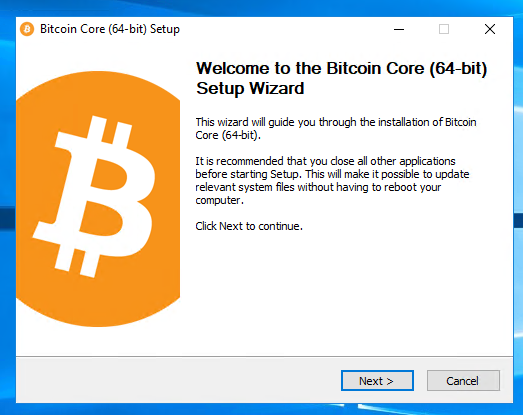 Bitcoin Core (64-bit) Setup
Welcome to the Bitcoin Core (64-bit)
Setup Wizard
This wizard will guide you through the installation of Bitcoin
Core (64-bit).
It is recommended that you close all other applications
before starting Setup. This will make it possible to update
relevant system files without having to reboot your
computer.
Click Next to continue.
Next >
Cancel